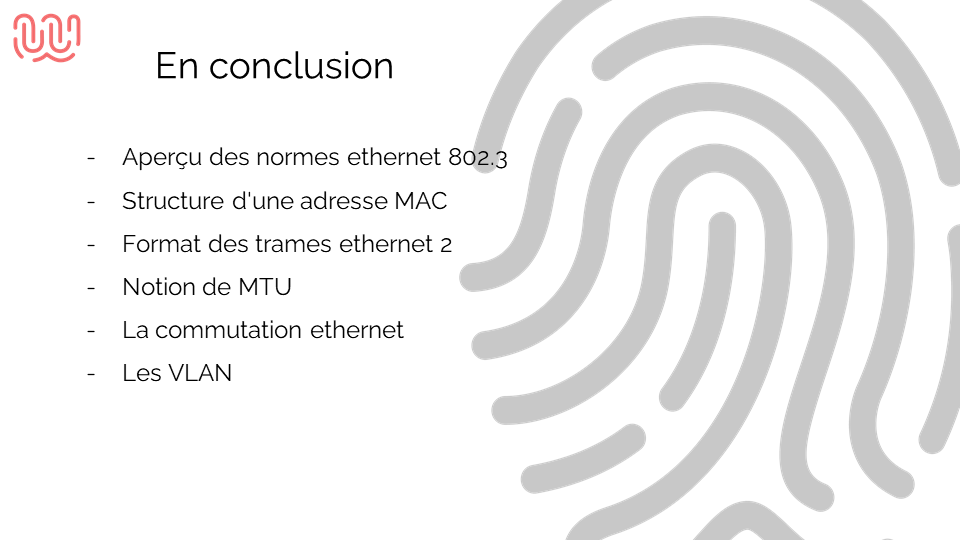 En conclusion
- Aperçu des normes ethernet 802.3
- Structure d'une adresse MAC
- Format des trames ethernet 2
- Notion de MTU
- La commutation ethernet
- Les VLAN